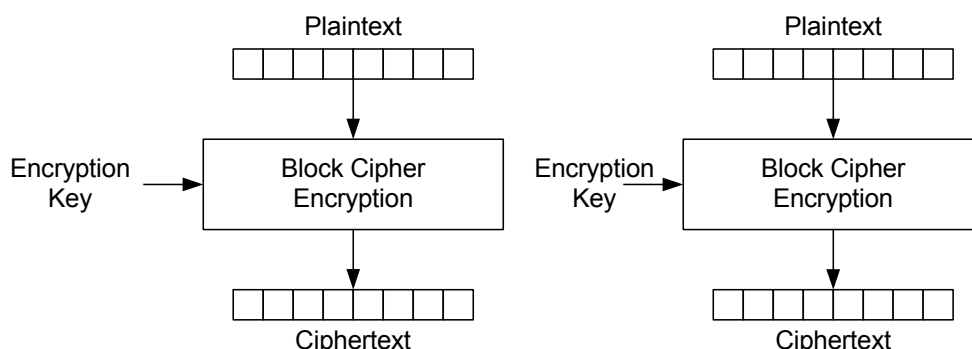 Plaintext
Plaintext
Encryption
Key
Block Cipher
Encryption
Encryption
Key
Block Cipher
Encryption
Ciphertext
Ciphertext